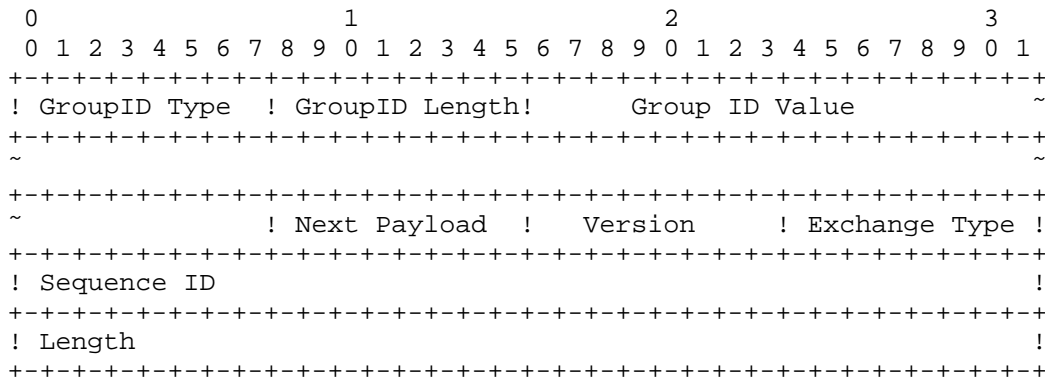 0                   1                   2                   3
 0 1 2 3 4 5 6 7 8 9 0 1 2 3 4 5 6 7 8 9 0 1 2 3 4 5 6 7 8 9 0 1
+-+-+-+-+-+-+-+-+-+-+-+-+-+-+-+-+-+-+-+-+-+-+-+-+-+-+-+-+-+-+-+-+
! GroupID Type  ! GroupID Length!      Group ID Value           ~
+-+-+-+-+-+-+-+-+-+-+-+-+-+-+-+-+-+-+-+-+-+-+-+-+-+-+-+-+-+-+-+-+
~                                                               ~
+-+-+-+-+-+-+-+-+-+-+-+-+-+-+-+-+-+-+-+-+-+-+-+-+-+-+-+-+-+-+-+-+
~               ! Next Payload  !   Version     ! Exchange Type !
+-+-+-+-+-+-+-+-+-+-+-+-+-+-+-+-+-+-+-+-+-+-+-+-+-+-+-+-+-+-+-+-+
! Sequence ID                                                   !
+-+-+-+-+-+-+-+-+-+-+-+-+-+-+-+-+-+-+-+-+-+-+-+-+-+-+-+-+-+-+-+-+
! Length                                                        !
+-+-+-+-+-+-+-+-+-+-+-+-+-+-+-+-+-+-+-+-+-+-+-+-+-+-+-+-+-+-+-+-+